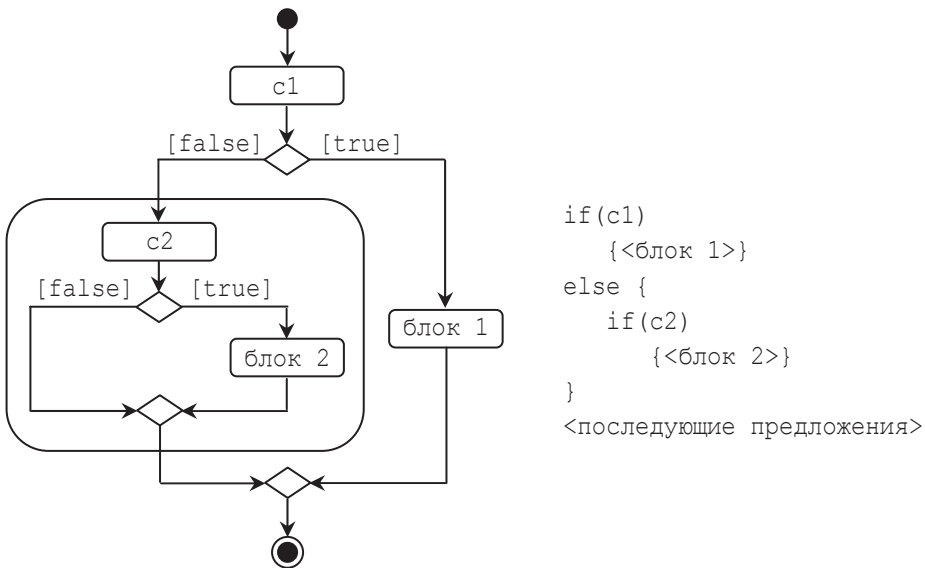 c1
[false] [true]
c2
[false] [true]
блок 2
блок 1
if(c1)
{<блок 1>}
else {
if(c2)
{<блок 2>}
}
<последующие предложения>